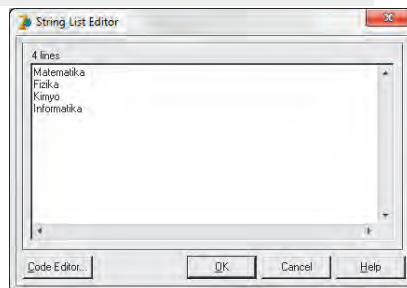 String List Editor
4 lines
Matematika
Fizika
Kimyo
Informatika
Code Editor...
OK
Cancel
Help